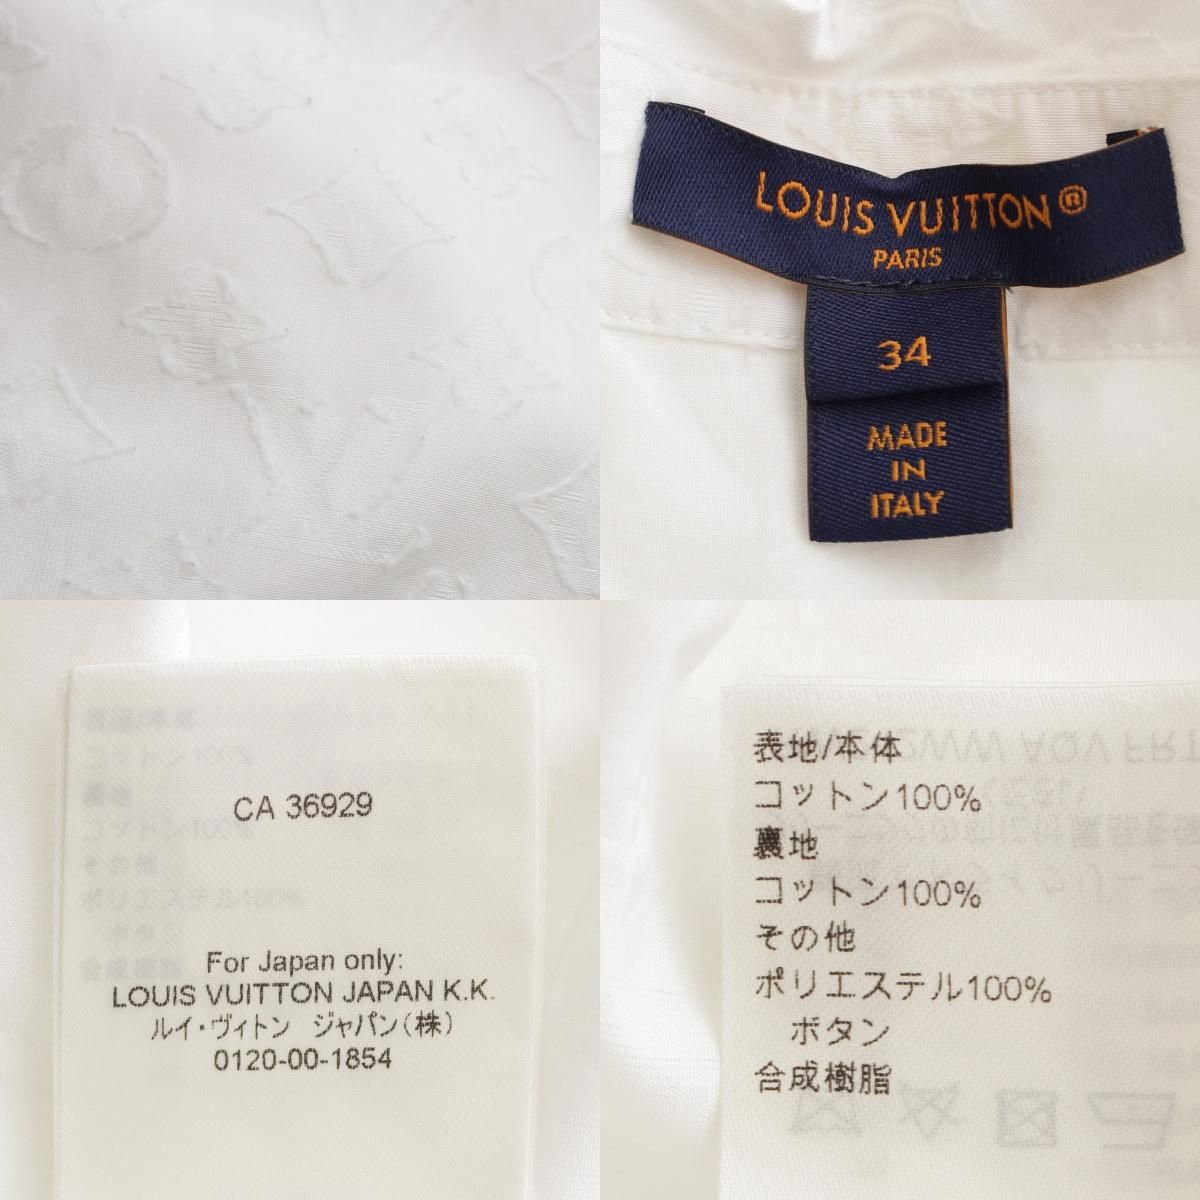 LOUIS VUITTON®
PARIS
34
MADE
IN
ITALY
CA 36929
For Japan only:
LOUIS VUITTON JAPAN K.K.
ルイ・ヴィトン ジャパン(株)
0120-00-1854
表地/本体
コットン100%
裏地
コットン100%
その他
ポリエステル100%
ボタン
合成樹脂